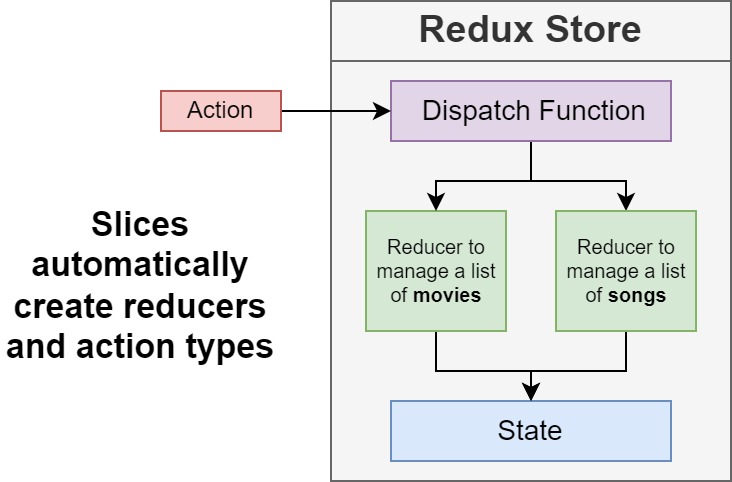 Redux Store
Action
Dispatch Function
Slices
automatically
create reducers
and action types
Reducer to
manage a list
of movies
Reducer to
manage a list
of songs
State